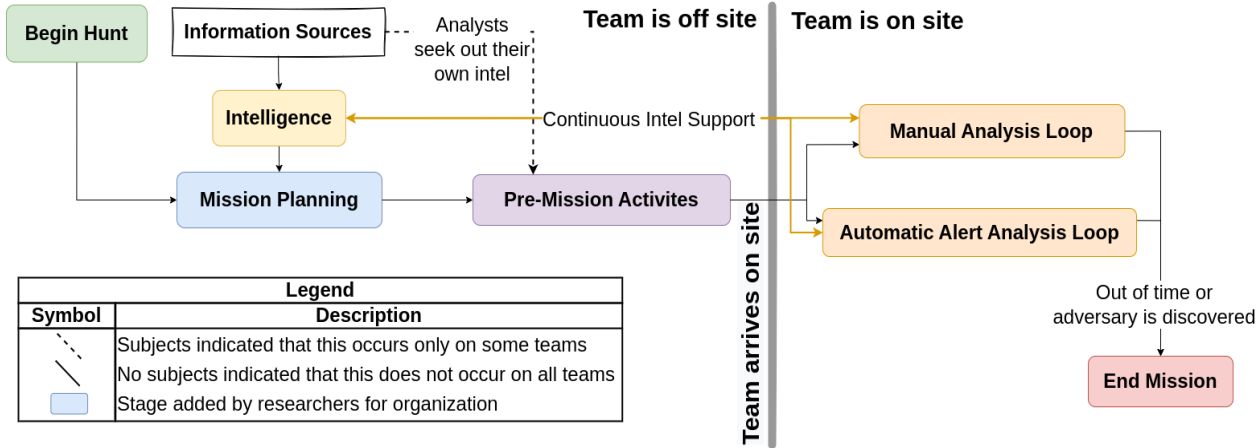 Begin Hunt
Information Sources
Analysts
seek out their
own intel
Team is off site
Team is on site
Intelligence
Continuous Intel Support
Manual Analysis Loop
Mission Planning
Pre-Mission Activites
Team arrives on site
Automatic Alert Analysis Loop
Out of time or
adversary is discovered
End Mission
Legend
Symbol Description
Subjects indicated that this occurs only on some teams
No subjects indicated that this does not occur on all teams
Stage added by researchers for organization